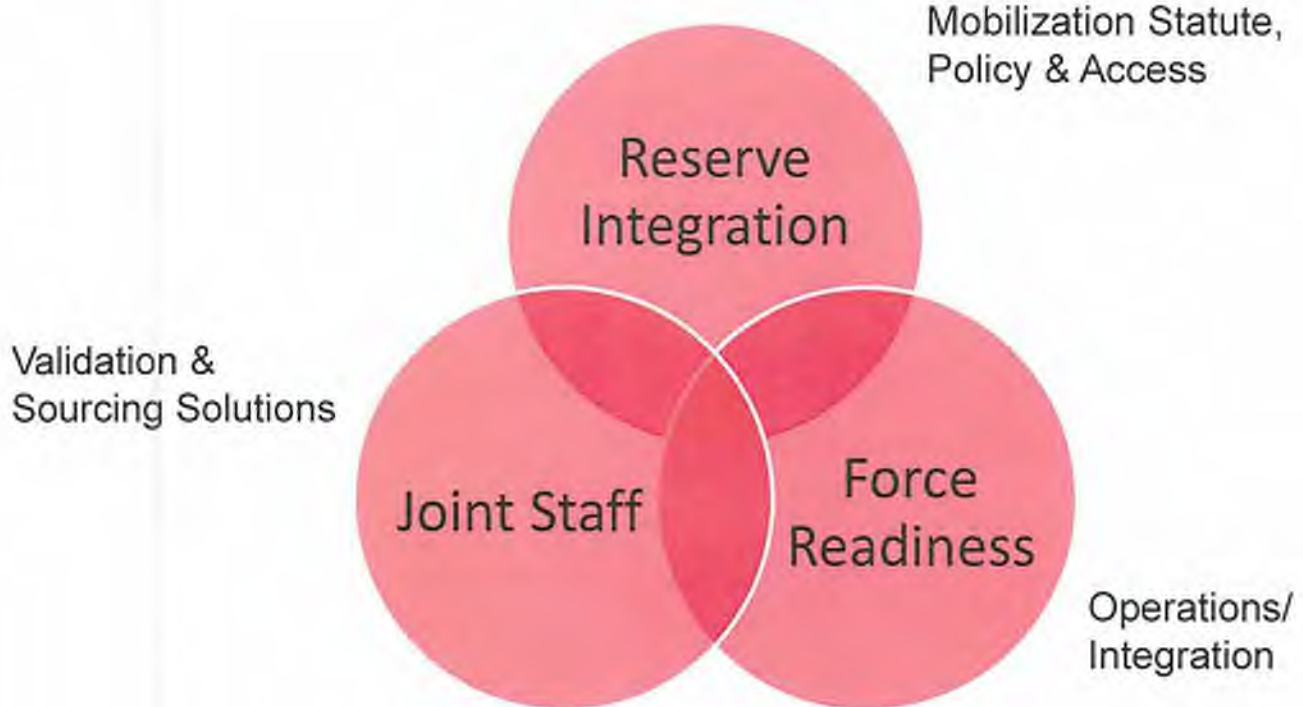 Mobilization Statute,
Policy & Access
Reserve
Integration
Validation &
Sourcing Solutions
Joint Staff
Force
Readiness
Operations/
Integration